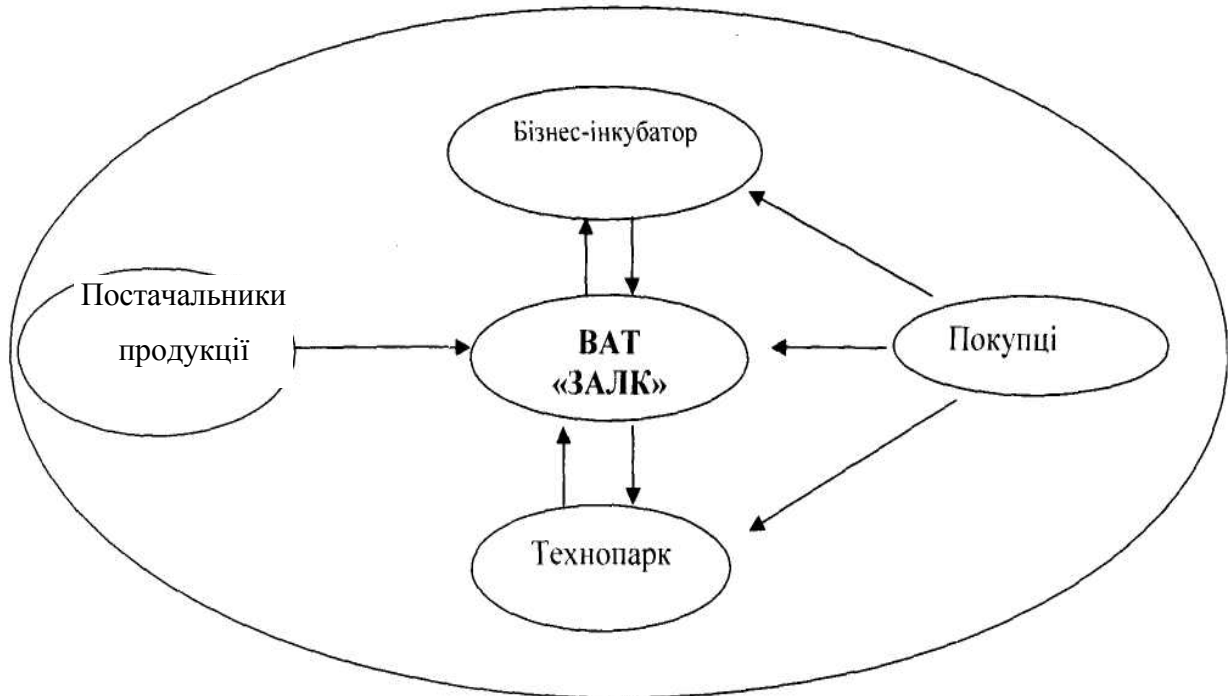 Бізнес-інкубатор
Постачальники
продукції
ВАТ
«ЗАЛК»
Покупці
Технопарк